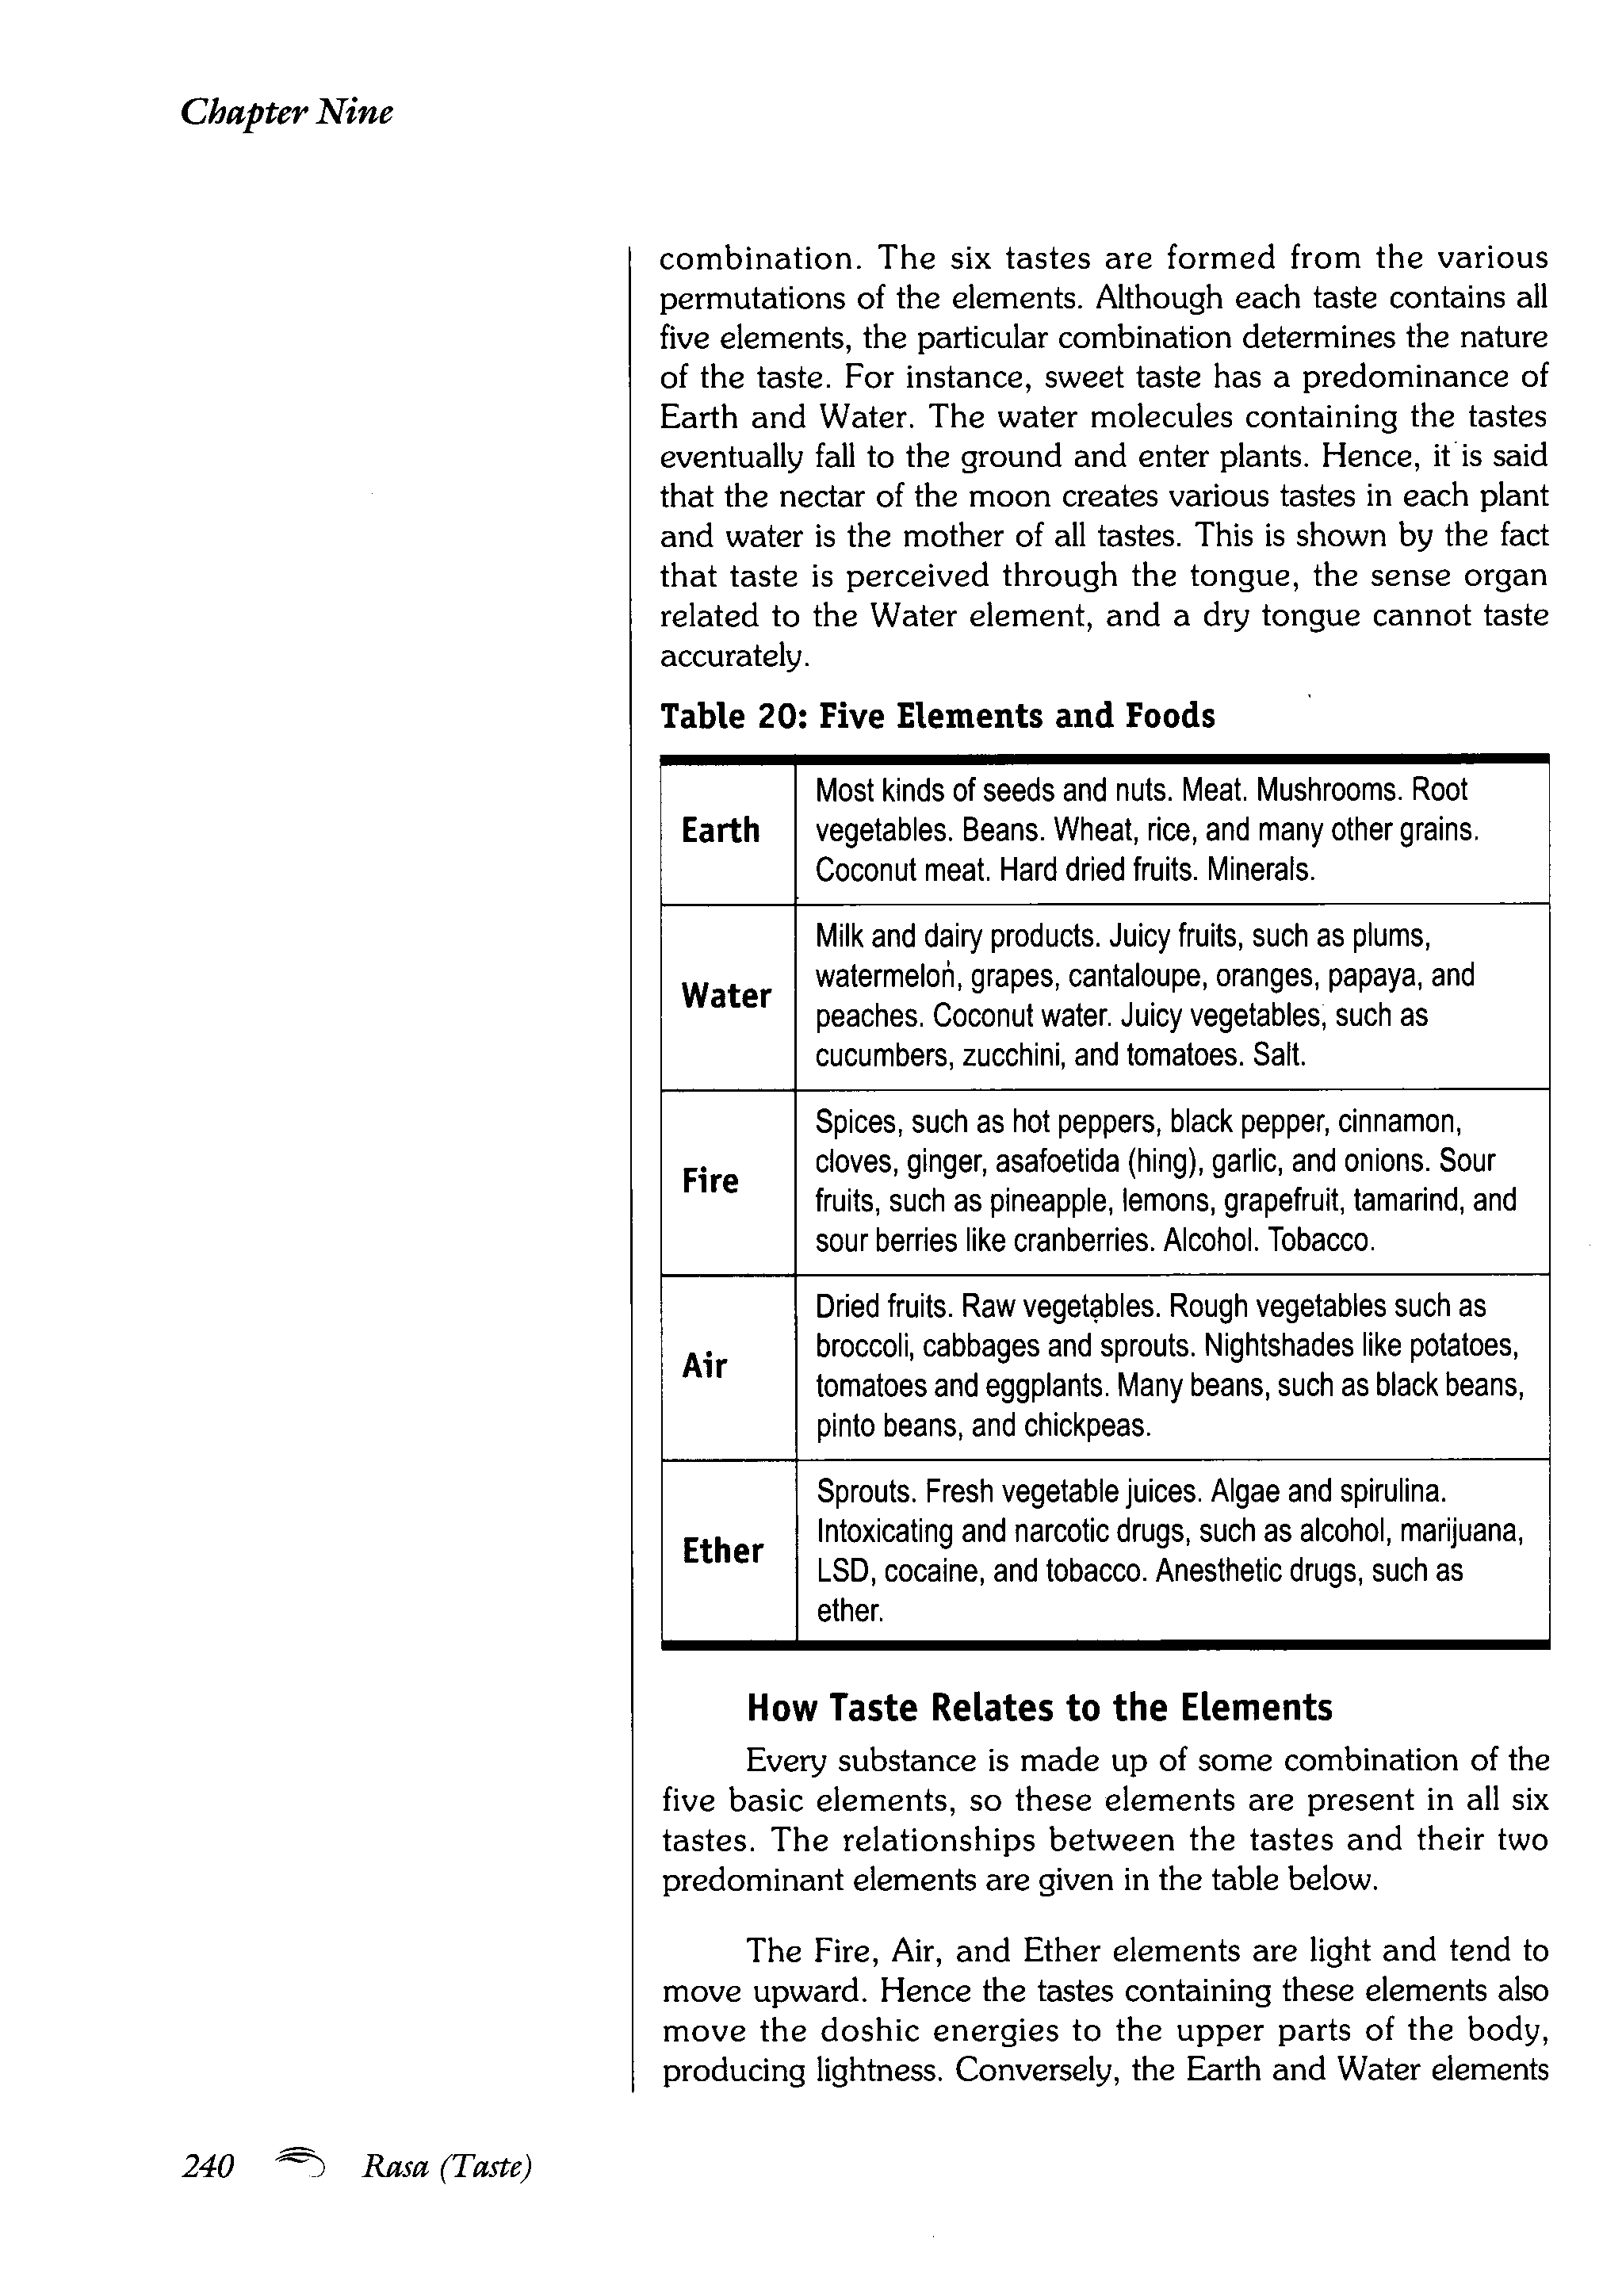 Chapter Nine
combination. The six tastes are formed from the various
permutations of the elements. Although each taste contains all
five elements, the particular combination determines the nature
of the taste. For instance, sweet taste has a predominance of
Earth and Water. The water molecules containing the tastes
eventually fall to the ground and enter plants. Hence, it is said
that the nectar of the moon creates various tastes in each plant
and water is the mother of all tastes. This is shown by the fact
that taste is perceived through the tongue, the sense organ
related to the Water element, and a dry tongue cannot taste
accurately.
Table 20: Five Elements and Foods
Earth
Most kinds of seeds and nuts. Meat. Mushrooms. Root
vegetables. Beans. Wheat, rice, and many other grains.
Coconut meat. Hard dried fruits. Minerals.
Water
Milk and dairy products. Juicy fruits, such as plums,
watermelon, grapes, cantaloupe, oranges, papaya, and
peaches. Coconut water. Juicy vegetables, such as
cucumbers, zucchini, and tomatoes. Salt.
Fire
Spices, such as hot peppers, black pepper, cinnamon,
cloves, ginger, asafoetida (hing), garlic, and onions. Sour
fruits, such as pineapple, lemons, grapefruit, tamarind, and
sour berries like cranberries. Alcohol. Tobacco.
Air
Dried fruits. Raw vegetables. Rough vegetables such as
broccoli, cabbages and sprouts. Nightshades like potatoes,
tomatoes and eggplants. Many beans, such as black beans,
pinto beans, and chickpeas.
Ether
Sprouts. Fresh vegetable juices. Algae and spirulina.
Intoxicating and narcotic drugs, such as alcohol, marijuana,
LSD, cocaine, and tobacco. Anesthetic drugs, such as
ether.
How Taste Relates to the Elements
Every substance is made up of some combination of the
five basic elements, so these elements are present in all six
tastes. The relationships between the tastes and their two
predominant elements are given in the table below.
The Fire, Air, and Ether elements are light and tend to
move upward. Hence the tastes containing these elements also
move the doshic energies to the upper parts of the body,
producing lightness. Conversely, the Earth and Water elements
240 Rasa (Taste)